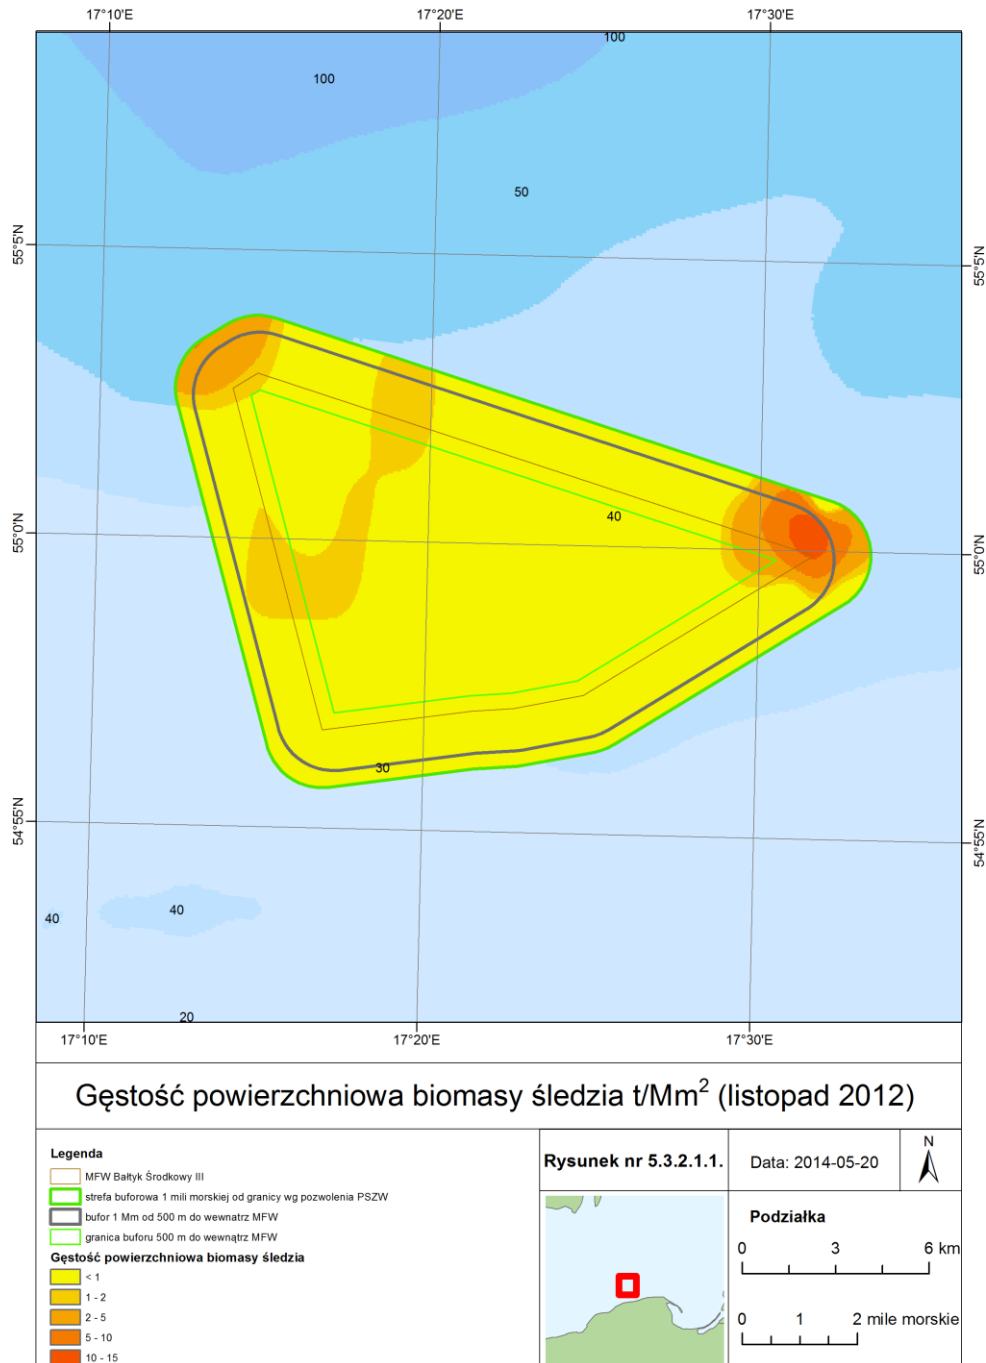 17°10'E 17°20'E 17°30'E
100
100
50
55°5'N
55°5'N
40
55°0'N
55°0'N
30
54°55'N
54°55'N
40
40
20
17°10'E 17°20'E 17°30'E
Gęstość powierzchniowa biomasy śledzia t/Mm² (listopad 2012)
Legenda
MFW Bałtyk Środkowy III
strefa buforowa 1 mili morskiej od granicy wg pozwolenia PSZW
bufor 1 Mm od 500 m do wewnatrz MFW
granica buforu 500 m do wewnątrz MFW
Gęstość powierzchniowa biomasy śledzia
< 1
1 - 2
2 - 5
5 - 10
10 - 15
Rysunek nr 5.3.2.1.1.
Data: 2014-05-20
N
Podziałka
0 3 6 km
0 1 2 mile morskie